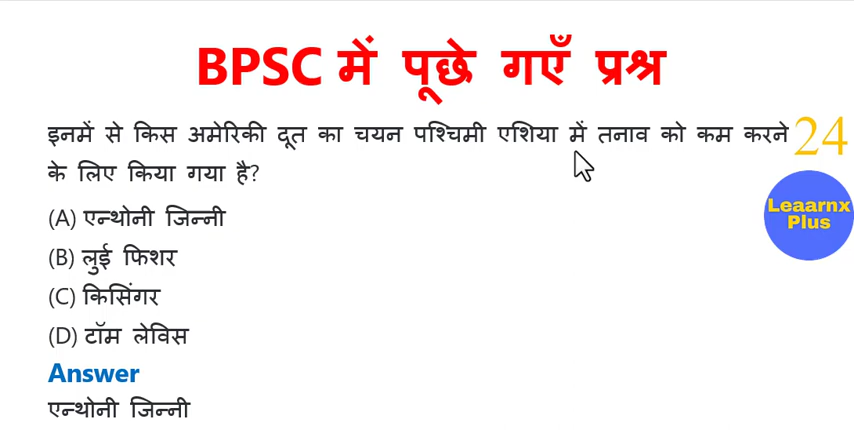 BPSC में पूछे गएँ प्रश्न
इनमें से किस अमेरिकी दूत का चयन पश्चिमी एशिया में तनाव को कम करने 24
के लिए किया गया है?
Leaarnx
Plus
(A) एन्थोनी जिन्नी
(B) लुई फिशर
(C) किसिंगर
(D) टॉम लेविस
Answer
एन्थोनी जिन्नी